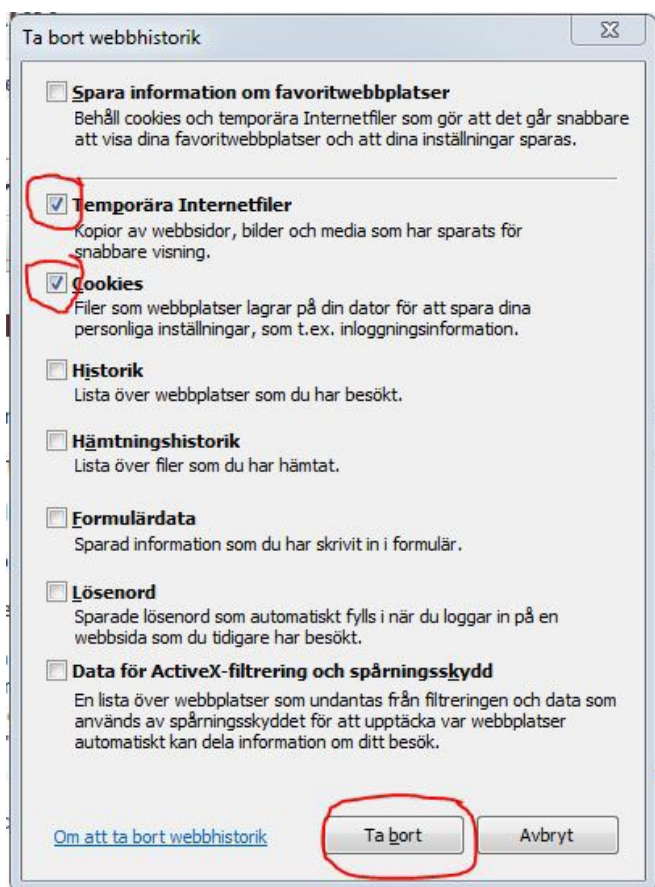 Ta bort webbhistorik
Spara information om favoritwebbplatser
Behåll cookies och temporära Internetfiler som gör att det går snabbare
att visa dina favoritwebbplatser och att dina inställningar sparas.
Temporära Internetfiler
Kopior av webbsidor, bilder och media som har sparats för
snabbare visning.
Cookies
Filer som webbplatser lagrar på din dator för att spara dina
personliga inställningar, som t.ex. inloggningsinformation.
Historik
Lista över webbplatser som du har besökt.
Hämtningshistorik
Lista över filer som du har hämtat.
Formulärdata
Sparad information som du har skrivit in i formulär.
Lösenord
Sparade lösenord som automatiskt fylls i när du loggar in på en
webbsida som du tidigare har besökt.
Data för ActiveX-filtrering och spårningsskydd
En lista över webbplatser som undantas från filtreringen och data som
används av spårningsskyddet för att upptäcka var webbplatser
automatiskt kan dela information om ditt besök.
Om att ta bort webbhistorik Ta bort Avbryt